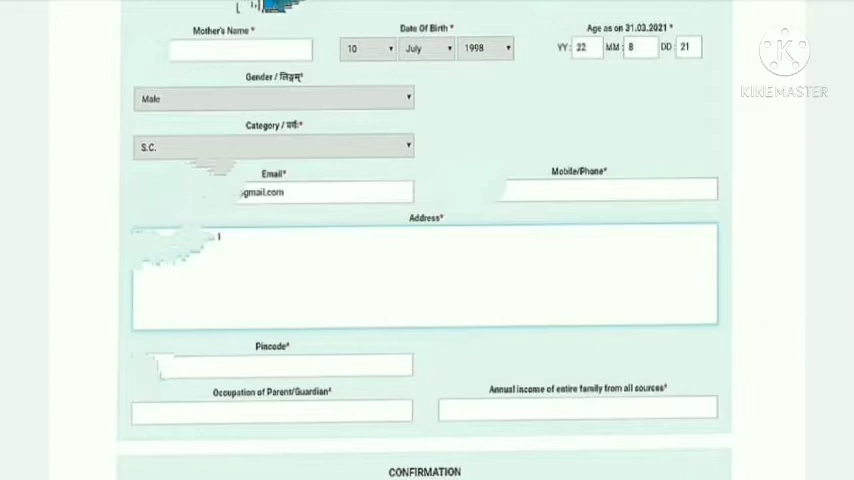 Mother's Name *
Date Of Birth *
Age as on 31.03.2021 *
10 July 1998
YY: 22 MM: 8 DD: 21
KINEMASTER
Gender / लिङ्गम्*
Male
Category / वर्गः*
S.C.
Email*
Mobile/Phone*
gmail.com
Address*
Pincode*
Occupation of Parent/Guardian*
Annual income of entire family from all sources*
CONFIRMATION